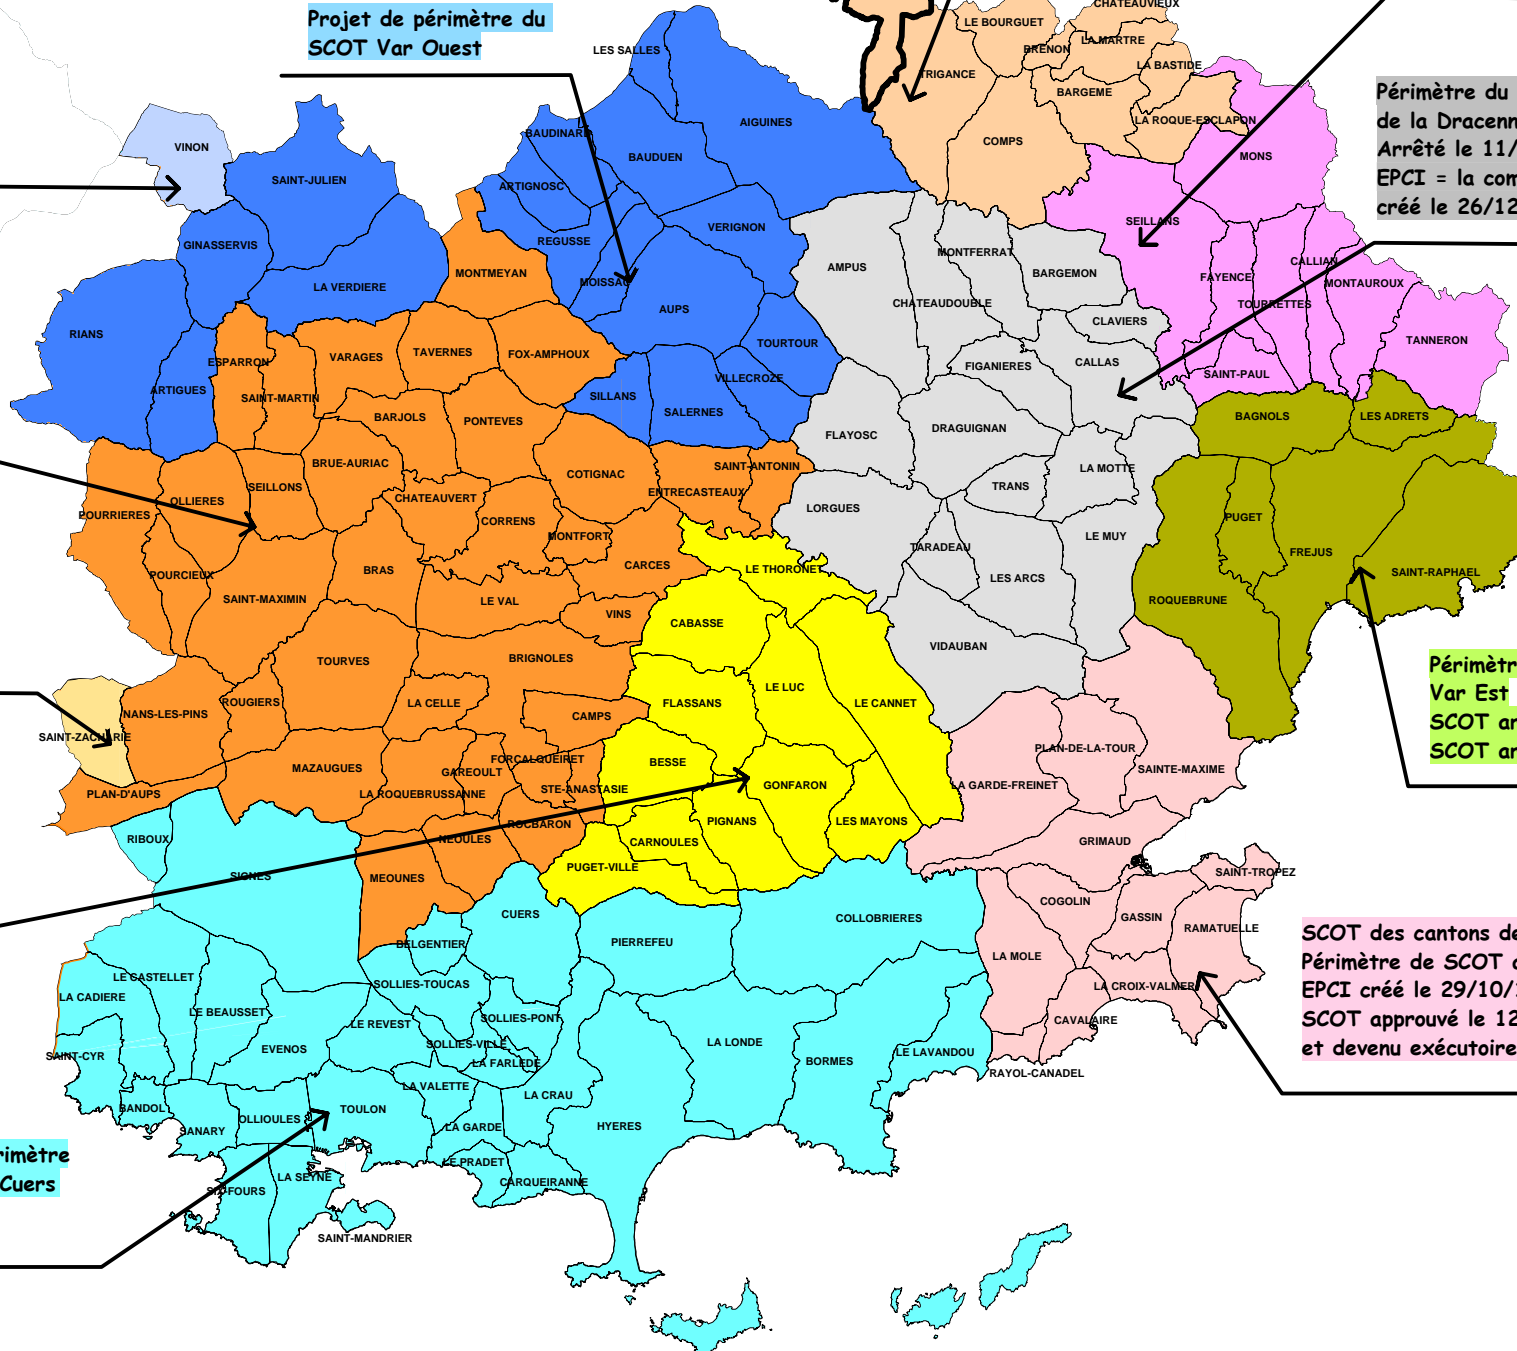 Projet de périmètre du
SCOT Var Ouest
CHATEAUVIEUX
LE BOURGUET
LA MARTRE
BRENON
LES SALLES
TRIGANCE
LA BASTIDE
BARGEME
Périmètre du
de la Dracenn
Arrêté le 11/
EPCI = la com
créé le 26/12
AIGUINES
LA ROQUE-ESCLAPON
BAUDINARD
COMPS
VINON
BAUDUEN
MONS
SAINT-JULIEN
ARTIGNOSC
SEILLANS
VERIGNON
GINASSERVIS
REGUSSE
MONTFERRAT
CALLIAN
AMPUS
MONTMEYAN
BARGEMON
FAYENCE
MOISSAC
MONTAUROUX
LA VERDIERE
CHATEAUDOUBLE
TOURRETTES
AUPS
CLAVIERS
RIANS
TOURTOUR
TANNERON
ESPARRON
VARAGES
TAVERNES
FOX-AMPHOUX
FIGANIERES
CALLAS
SAINT-PAUL
VILLECROZE
ARTIGUES
SAINT-MARTIN
SILLANS
SALERNES
BARJOLS
PONTEVES
BAGNOLS
LES ADRETS
DRAGUIGNAN
FLAYOSC
BRUE-AURIAC
SAINT-ANTONIN
LA MOTTE
COTIGNAC
SEILLONS
TRANS
ENTRECASTEAUX
OLLIERES
CHATEAUVERT
LORGUES
POURRIERES
CORRENS
PUGET
MONTFORT
LE MUY
TARADEAU
FREJUS
CARCES
LE THORONET
BRAS
SAINT-RAPHAEL
POURCIEUX
LES ARCS
SAINT-MAXIMIN
LE VAL
ROQUEBRUNE
VINS
CABASSE
VIDAUBAN
TOURVES
BRIGNOLES
Périmètr
Var Est
SCOT ar
SCOT ar
LE LUC
ROUGIERS
LA CELLE
FLASSANS
LE CANNET
NANS-LES-PINS
CAMPS
SAINT-ZACHARIE
PLAN-DE-LA-TOUR
FORCALQUEIRET
BESSE
MAZAUGUES
GAREOULT
SAINTE-MAXIME
LA GARDE-FREINET
STE-ANASTASIE
GONFARON
PLAN-D'AUPS
LA ROQUEBRUSSANNE
PIGNANS
LES MAYONS
ROCBARON
RIBOUX
NEOULES
CARNOULES
GRIMAUD
PUGET-VILLE
SIGNES
MEOUNES
SAINT-TROPEZ
COGOLIN
CUERS
COLLOBRIERES
GASSIN
RAMATUELLE
SCOT des cantons de
Périmètre de SCOT a
EPCI créé le 29/10/
SCOT approuvé le 12
et devenu exécutoire
BELGENTIER
PIERREFEU
LA MOLE
LE CASTELLET
SOLLIES-TOUCAS
LA CROIX-VALMER
LA CADIERE
LE BEAUSSET
SOLLIES-PONT
CAVALAIRE
LE REVEST
SOLLIES-VILLE
LA LONDE
EVENOS
SAINT-CYR
LA FARLEDE
BORMES
LE LAVANDOU
RAYOL-CANADEL
LA VALETTE
LA CRAU
BANDOL
TOULON
OLLIOULES
SANARY
LA GARDE
HYERES
rimètre
Cuers
LE PRADET
LA SEYNE
CARQUEIRANNE
SIX-FOURS
SAINT-MANDRIER